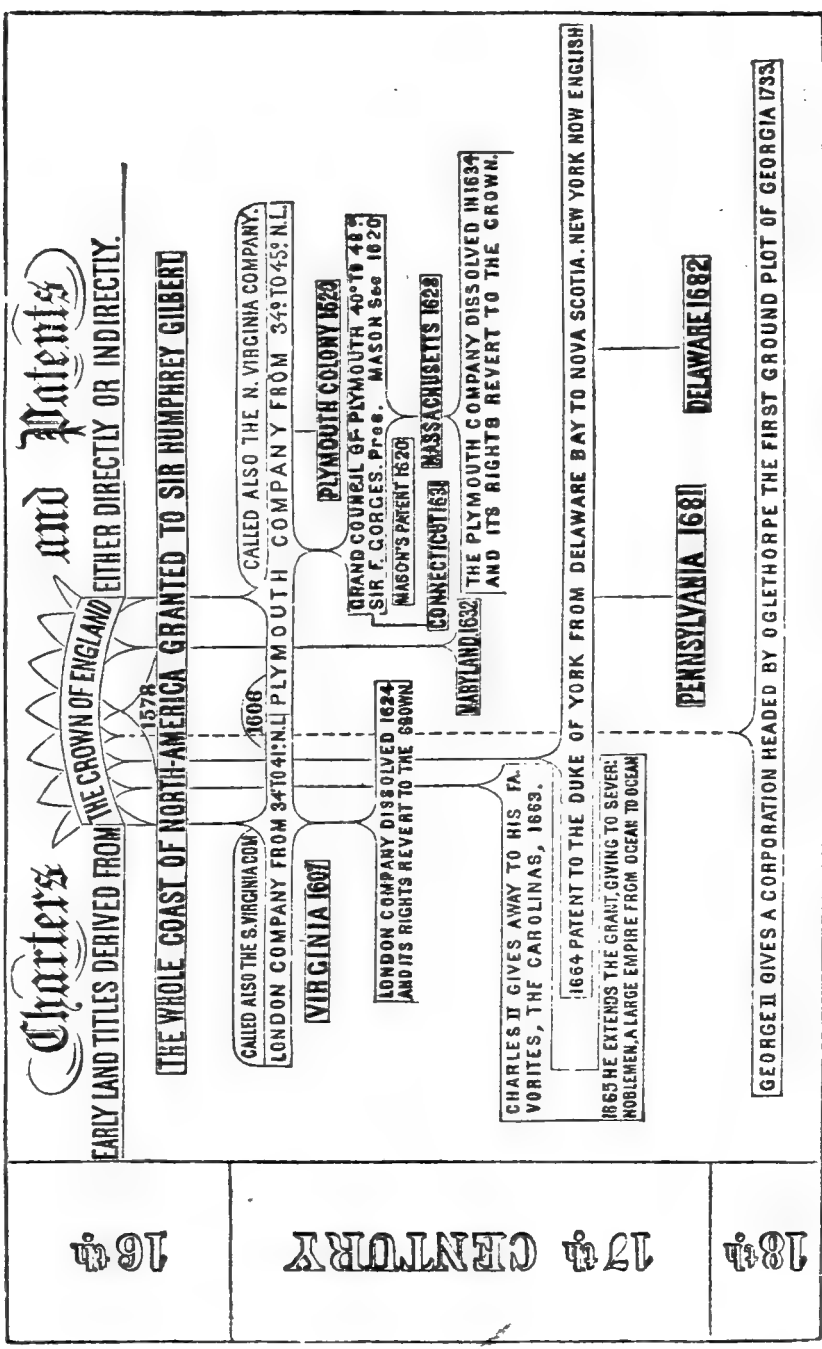 Charters and Patents
EARLY LAND TITLES DERIVED FROM THE CROWN OF ENGLAND EITHER DIRECTLY OR INDIRECTLY.
1578
THE WHOLE COAST OF NORTH-AMERICA GRANTED TO SIR HUMPHREY GILBERT
CALLED ALSO THE S. VIRGINIA COM
1606
CALLED ALSO THE N. VIRGINIA COMPANY.
LONDON COMPANY FROM 34° TO 41° N.L.
PLYMOUTH COMPANY FROM 34° TO 45° N.L.
VIRGINIA 1607
PLYMOUTH COLONY 1620
LONDON COMPANY DISSOLVED 1624
AND ITS RIGHTS REVERT TO THE CROWN.
GRAND COUNCIL OF PLYMOUTH 40° TO 48°
SIR F. GORGES. Pres. MASON Sec 1620
MASON'S PATENT 1620
CONNECTICUT 1631
MASSACHUSETTS 1628
MARYLAND, 1632
THE PLYMOUTH COMPANY DISSOLVED IN 1634
AND ITS RIGHTS REVERT TO THE CROWN.
CHARLES II GIVES AWAY TO HIS FA-
VORITES, THE CAROLINAS, 1663.
1664 PATENT TO THE DUKE OF YORK FROM DELAWARE BAY TO NOVA SCOTIA. NEW YORK NOW ENGLISH
1665 HE EXTENDS THE GRANT, GIVING TO SEVER:
NOBLEMEN, A LARGE EMPIRE FROM OCEAN TO OCEAN
PENNSYLVANIA 1681
DELAWARE 1682
GEORGE II GIVES A CORPORATION HEADED BY OGLETHORPE THE FIRST GROUND PLOT OF GEORGIA 1733.
16th
17th CENTURY
18th